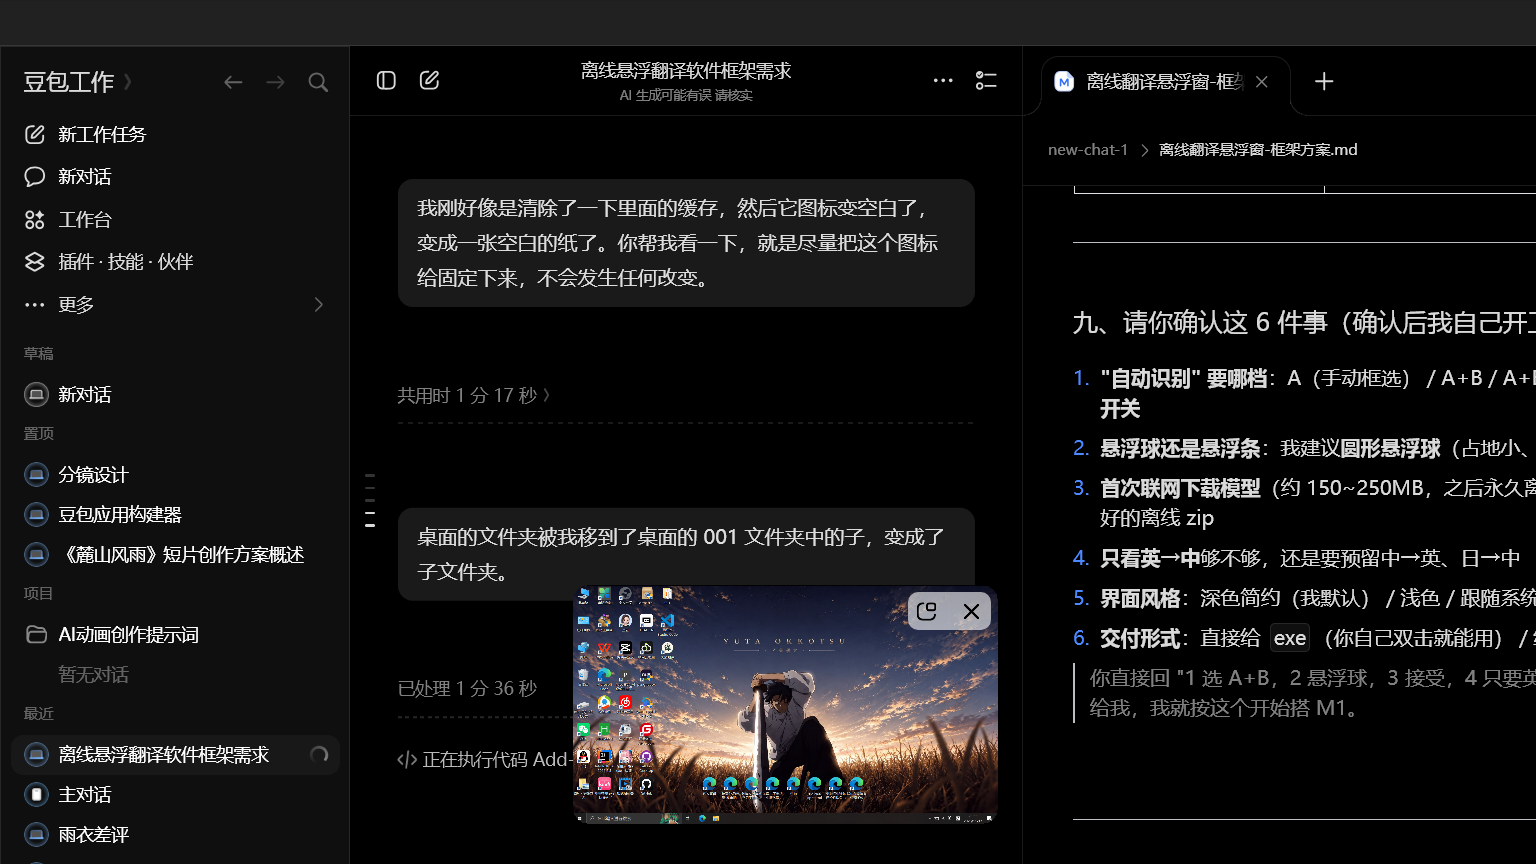 豆包工作
新工作任务
新对话
工作台
插件 · 技能 · 伙伴
更多
草稿
新对话
置顶
分镜设计
豆包应用构建器
《麓山风雨》短片创作方案概述
项目
AI动画创作提示词
暂无对话
最近
离线悬浮翻译软件框架需求
主对话
雨衣差评
离线悬浮翻译软件框架需求
AI 生成可能有误 请核实
我刚好像是清除了一下里面的缓存，然后它图标变空白了，
变成一张空白的纸了。你帮我看一下，就是尽量把这个图标
给固定下来，不会发生任何改变。
共用时 1 分 17 秒
桌面的文件夹被我移到了桌面的 001 文件夹中的子，变成了
子文件夹。
已处理 1 分 36 秒
正在执行代码 Add-
YUTA OKKOTSU
离线翻译悬浮窗-框架
new-chat-1
离线翻译悬浮窗-框架方案.md
九、请你确认这 6 件事（确认后我自己开工
1. "自动识别" 要哪档：A（手动框选） / A+B / A+B
开关
2. 悬浮球还是悬浮条：我建议圆形悬浮球（占地小、
3. 首次联网下载模型（约 150~250MB，之后永久离
好的离线 zip
4. 只看英→中够不够，还是要预留中→英、日→中
5. 界面风格：深色简约（我默认） / 浅色 / 跟随系统
6. 交付形式：直接给 exe （你自己双击就能用） /
你直接回 "1 选 A+B，2 悬浮球，3 接受，4 只要英
给我，我就按这个开始搭 M1。